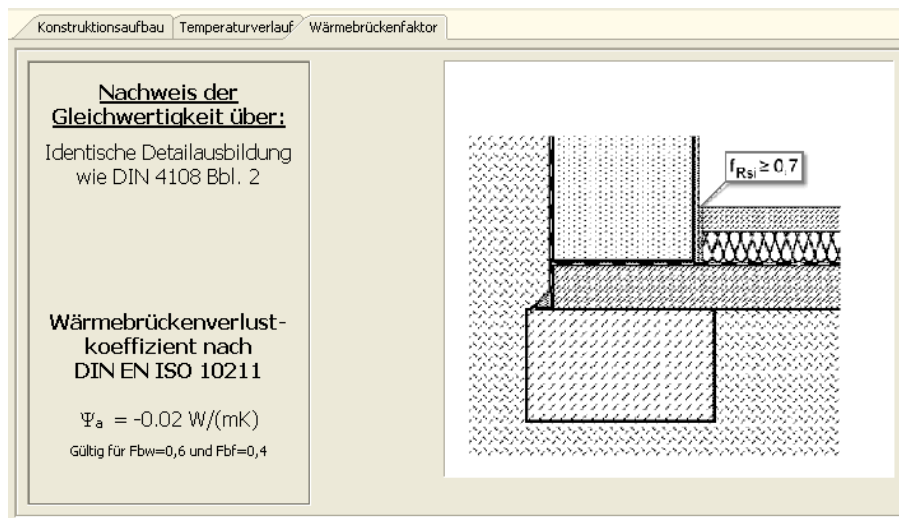 Konstruktionsaufbau Temperaturverlauf Wärmebrückenfaktor
Nachweis der
Gleichwertigkeit über:
Identische Detailausbildung
wie DIN 4108 Bbl. 2
fRsi ≥ 0,7
Wärmebrückenverlust-
koeffizient nach
DIN EN ISO 10211
Ψa = -0.02 W/(mK)
Gültig für Fbw=0,6 und Fbf=0,4